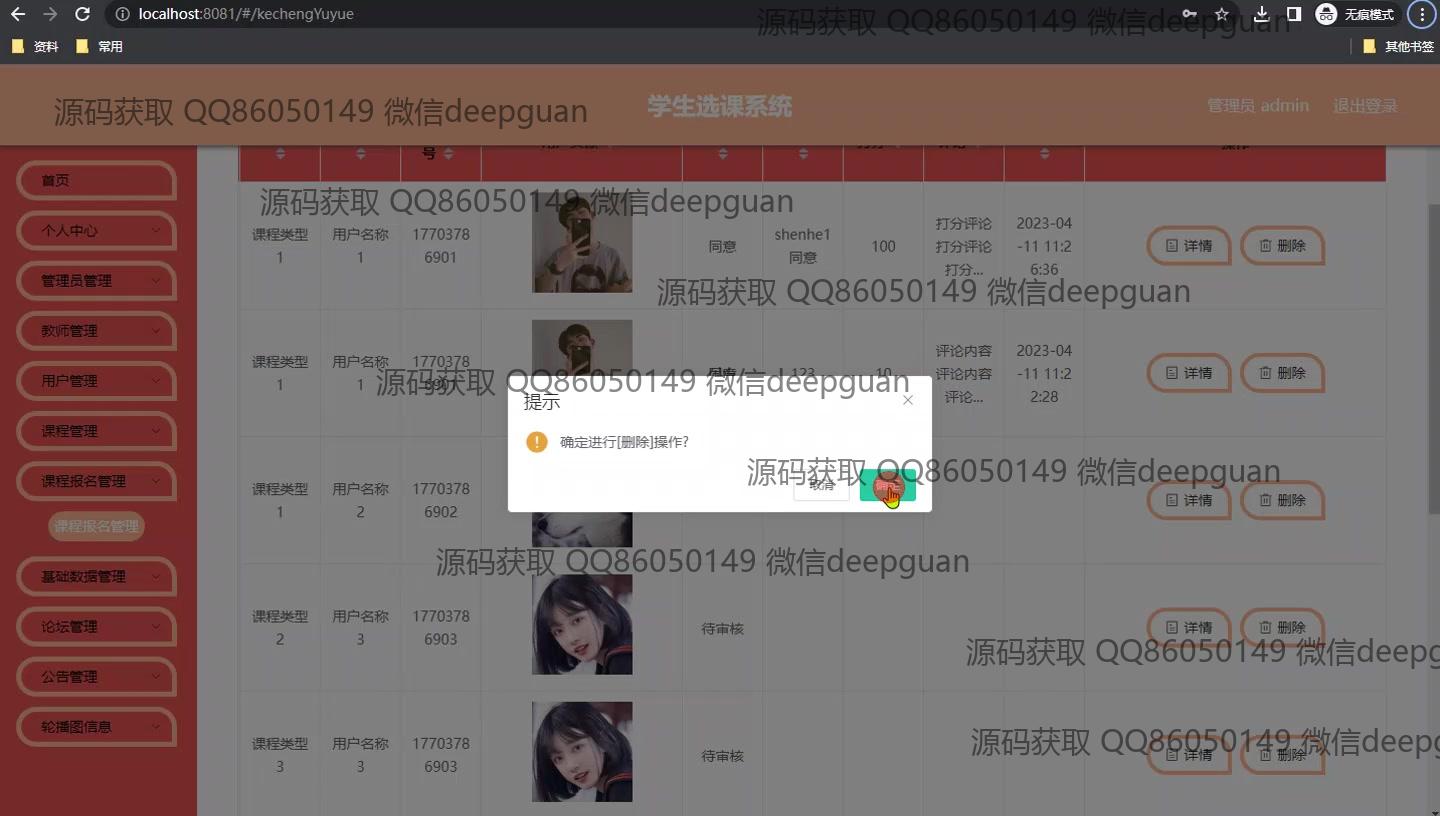 localhost:8081/#/kechengYuyue
无痕模式
资料
常用
其他书签
源码获取 QQ86050149 微信deepguan
源码获取 QQ86050149 微信deepguan
学生选课系统
管理员 admin
退出登录
号
操作
首页
个人中心
管理员管理
教师管理
用户管理
课程管理
课程报名管理
课程报名管理
基础数据管理
论坛管理
公告管理
轮播图信息
源码获取 QQ86050149 微信deepguan
课程类型
1
用户名称
1
1770378
6901
同意
shenhe1
同意
100
打分评论
打分评论
打分...
2023-04
-11 11:2
6:36
详情
删除
源码获取 QQ86050149 微信deepguan
课程类型
1
用户名称
1
1770378
6901
123
10
评论内容
评论内容
评论...
2023-04
-11 11:2
2:28
详情
删除
源码获取 QQ86050149 微信deepguan
提示
确定进行[删除]操作?
取消
源码获取 QQ86050149 微信deepguan
课程类型
1
用户名称
2
1770378
6902
详情
删除
源码获取 QQ86050149 微信deepguan
课程类型
2
用户名称
3
1770378
6903
待审核
详情
删除
源码获取 QQ86050149 微信deepg
课程类型
3
用户名称
3
1770378
6903
待审核
详情
删除
源码获取 QQ86050149 微信deepg